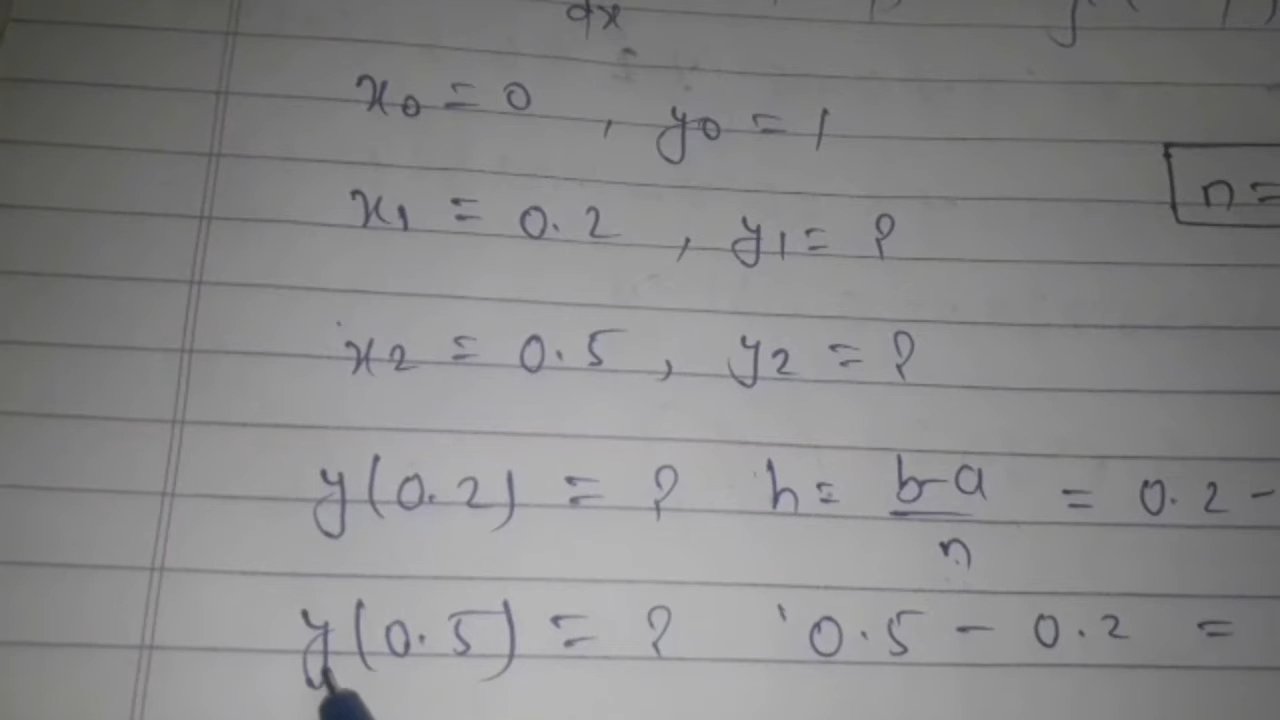 dx
x0 = 0 , y0 = 1
n =
x1 = 0.2 , y1 = ?
x2 = 0.5 , y2 = ?
y(0.2) = ? h = b-a/n = 0.2 -
y(0.5) = ? 0.5 - 0.2 =